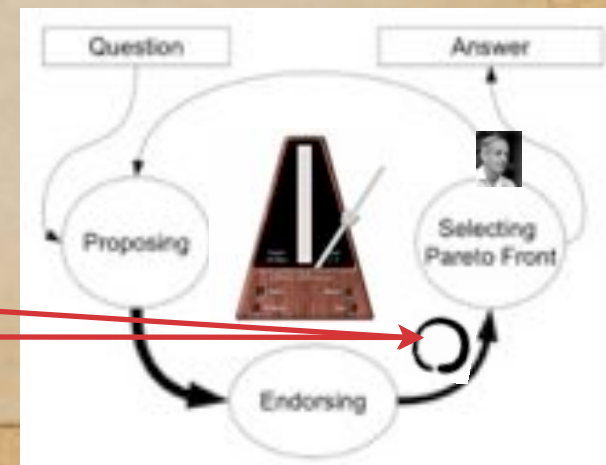 Question
Answer
Proposing
Selecting
Pareto Front
Endorsing